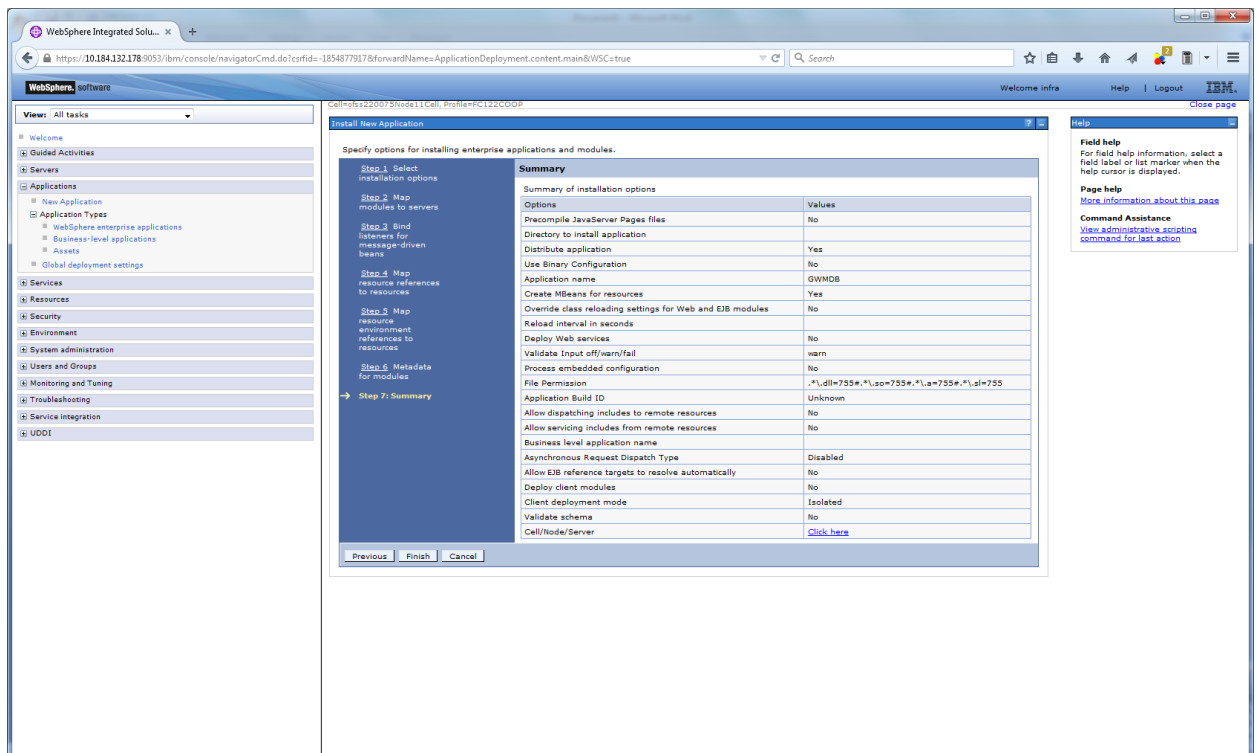 WebSphere Integrated Solu... × +
https://10.184.132.178:9053/ibm/console/navigatorCmd.do?csrfid=-1854877917&forwardName=ApplicationDeployment.content.main&WSC=true
Search
2
WebSphere. software
Welcome infra
Help | Logout
IBM.
Cell=ofss220075Node11Cell, Profile=FC122COOP
Close page
View: All tasks
Welcome
Guided Activities
Servers
Applications
New Application
Application Types
WebSphere enterprise applications
Business-level applications
Assets
Global deployment settings
Services
Resources
Security
Environment
System administration
Users and Groups
Monitoring and Tuning
Troubleshooting
Service integration
UDDI
Install New Application
Specify options for installing enterprise applications and modules.
Step 1 Select
installation options
Step 2 Map
modules to servers
Step 3 Bind
listeners for
message-driven
beans
Step 4 Map
resource references
to resources
Step 5 Map
resource
environment
references to
resources
Step 6 Metadata
for modules
Step 7: Summary
Summary
Summary of installation options
Options Values
Precompile JavaServer Pages files No
Directory to install application
Distribute application Yes
Use Binary Configuration No
Application name GWMDB
Create MBeans for resources Yes
Override class reloading settings for Web and EJB modules No
Reload interval in seconds
Deploy Web services No
Validate Input off/warn/fail warn
Process embedded configuration No
File Permission .*\.dll=755#.*\.so=755#.*\.a=755#.*\.sl=755
Application Build ID Unknown
Allow dispatching includes to remote resources No
Allow servicing includes from remote resources No
Business level application name
Asynchronous Request Dispatch Type Disabled
Allow EJB reference targets to resolve automatically No
Deploy client modules No
Client deployment mode Isolated
Validate schema No
Cell/Node/Server Click here
Previous Finish Cancel
Help
Field help
For field help information, select a
field label or list marker when the
help cursor is displayed.
Page help
More information about this page
Command Assistance
View administrative scripting
command for last action